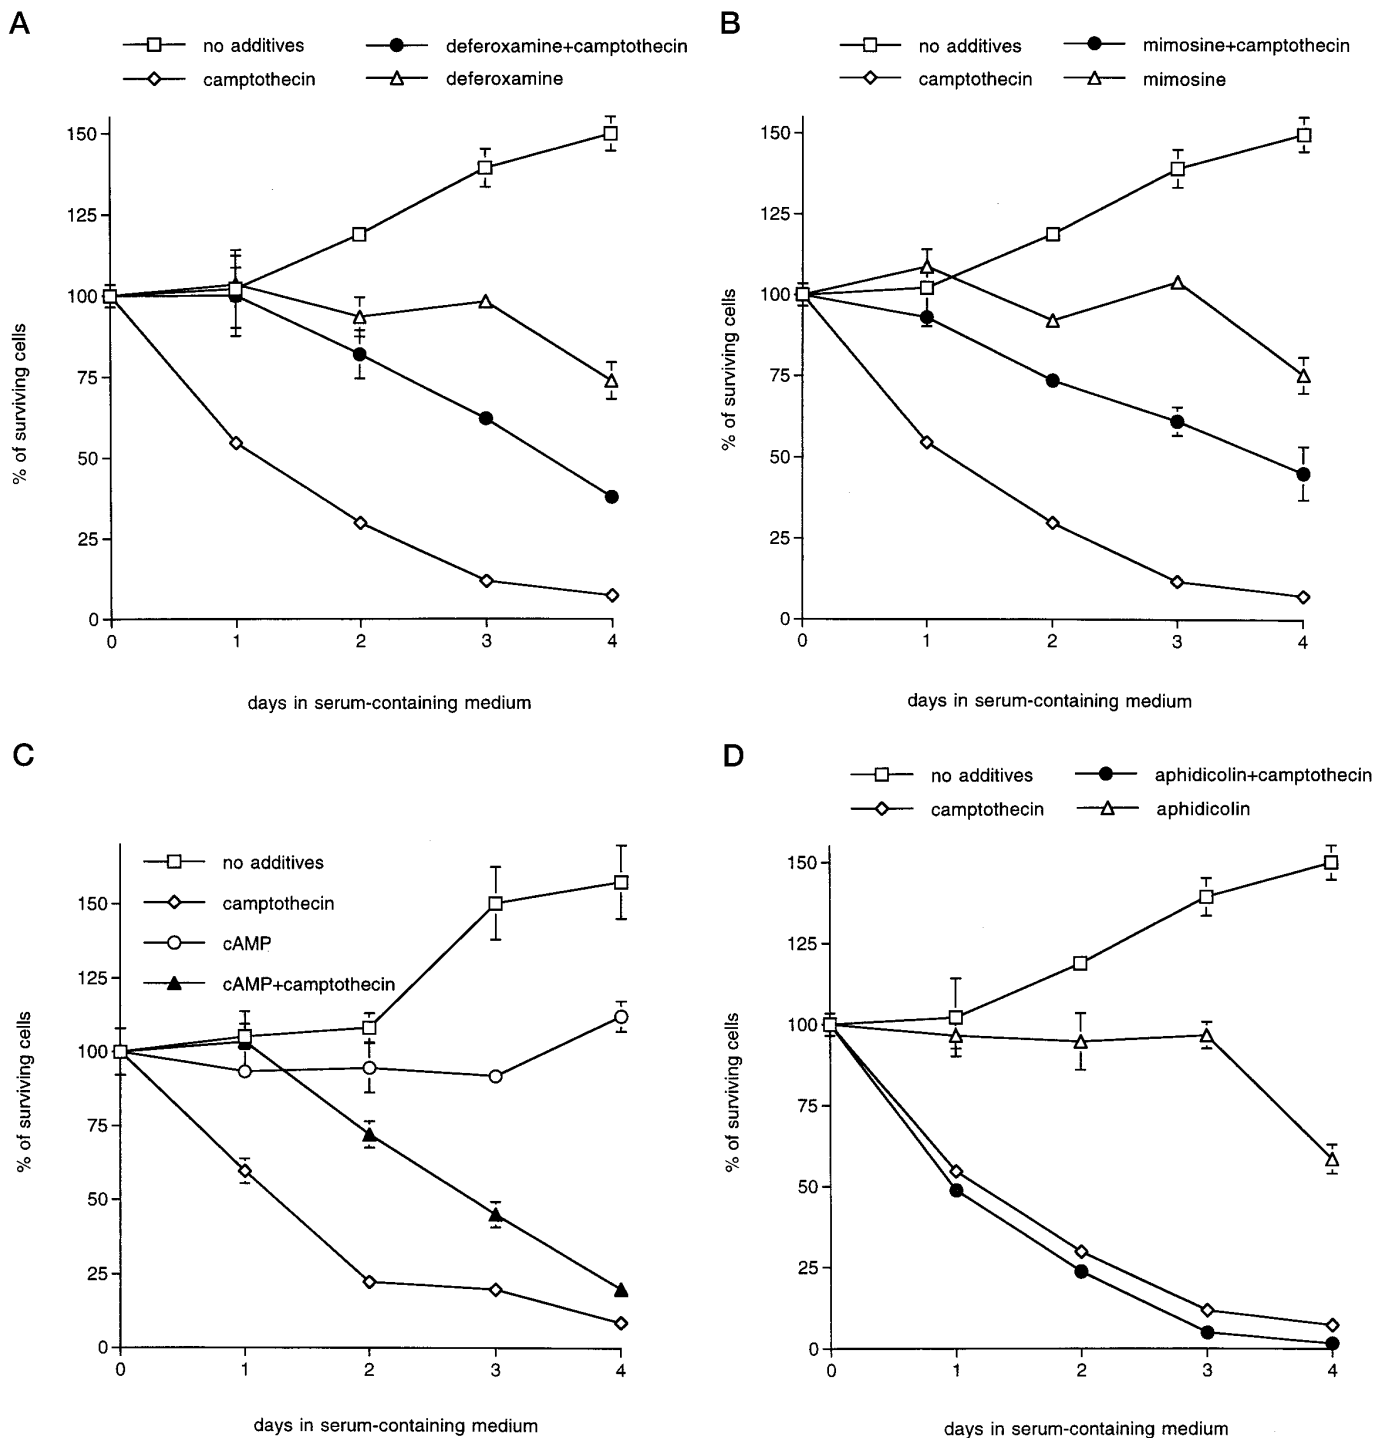 A
no additives
deferoxamine+camptothecin
camptothecin
deferoxamine
150
125
100
75
50
25
0
0 1 2 3 4
% of surviving cells
days in serum-containing medium
B
no additives
mimosine+camptothecin
camptothecin
mimosine
150
125
100
75
50
25
0
0 1 2 3 4
% of surviving cells
days in serum-containing medium
C
no additives
camptothecin
cAMP
cAMP+camptothecin
150
125
100
75
50
25
0
0 1 2 3 4
% of surviving cells
days in serum-containing medium
D
no additives
aphidicolin+camptothecin
camptothecin
aphidicolin
150
125
100
75
50
25
0
0 1 2 3 4
% of surviving cells
days in serum-containing medium